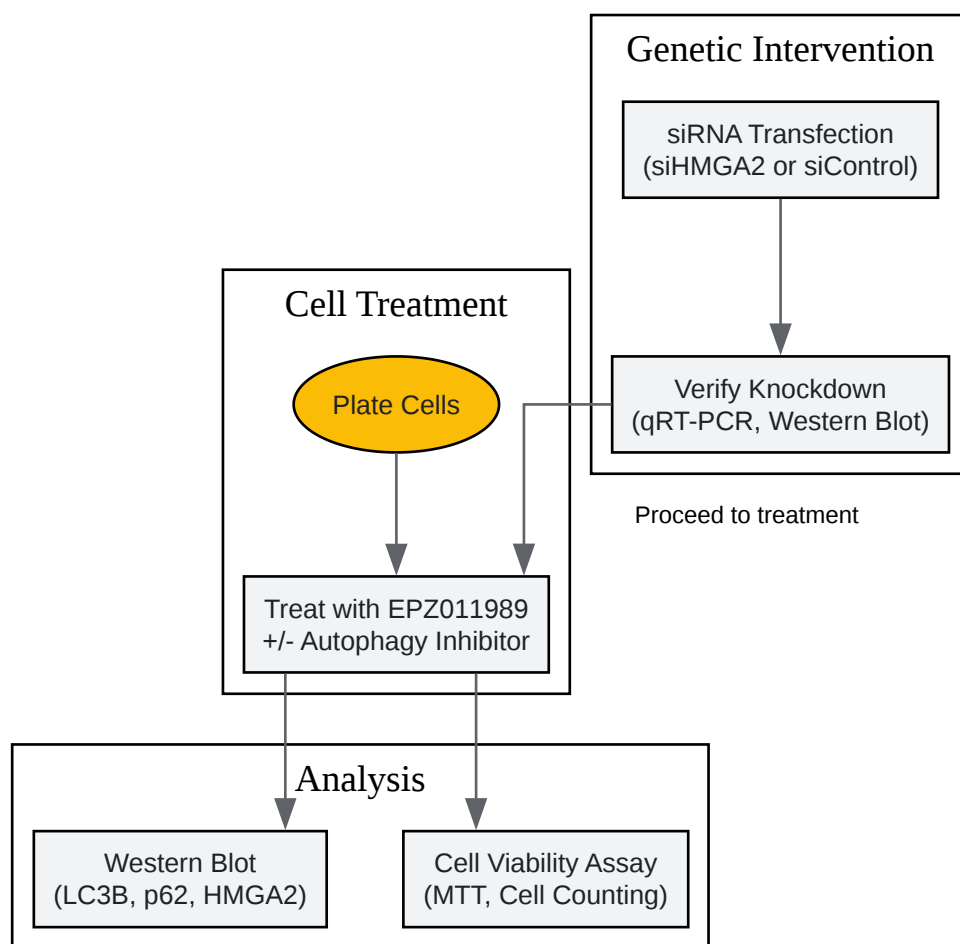 Genetic Intervention
siRNA Transfection
(siHMGA2 or siControl)
Verify Knockdown
(qRT-PCR, Western Blot)
Proceed to treatment
Cell Treatment
Plate Cells
Treat with EPZ011989
+/- Autophagy Inhibitor
Analysis
Western Blot
(LC3B, p62, HMGA2)
Cell Viability Assay
(MTT, Cell Counting)